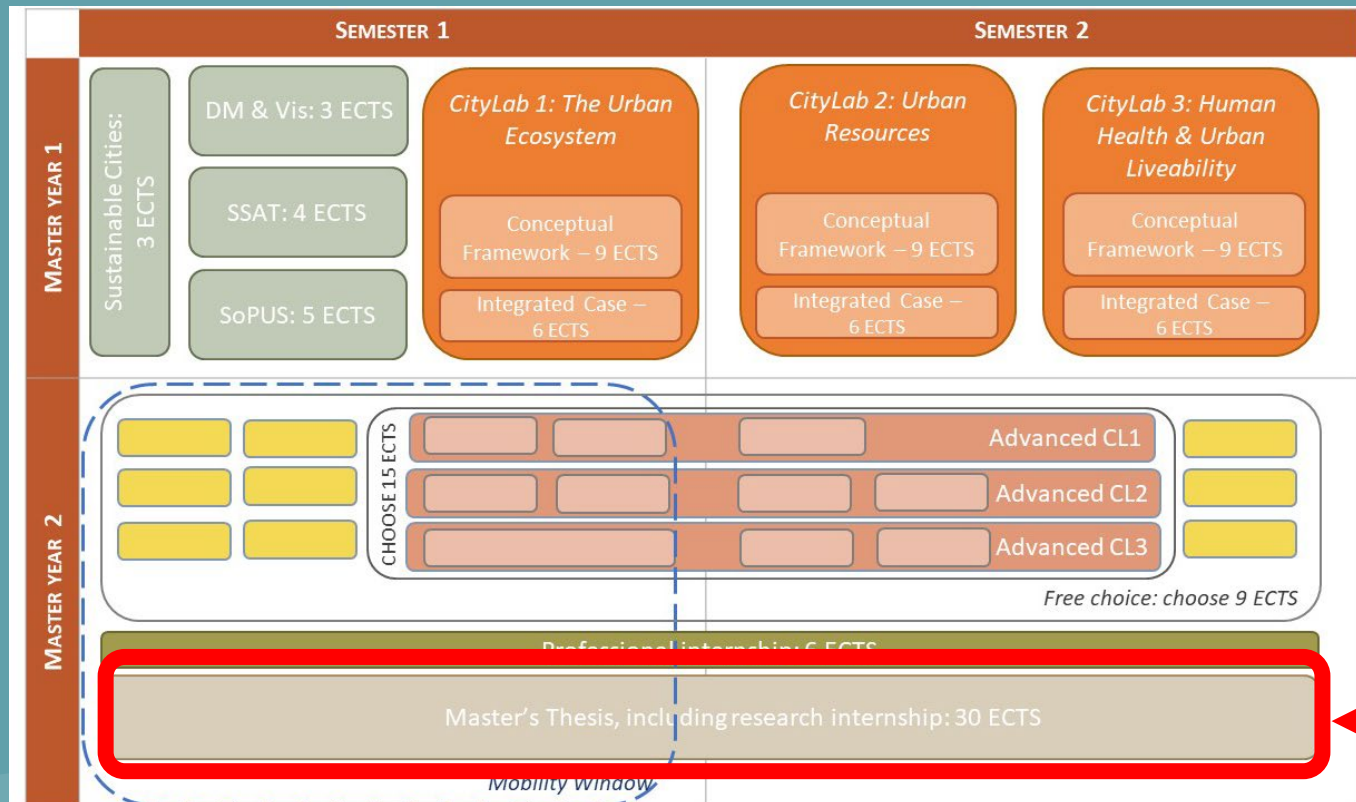 SEMESTER 1
SEMESTER 2
MASTER YEAR 1
Sustainable Cities:
3 ECTS
DM & Vis: 3 ECTS
SSAT: 4 ECTS
SoPUS: 5 ECTS
CityLab 1: The Urban
Ecosystem
Conceptual
Framework – 9 ECTS
Integrated Case –
6 ECTS
CityLab 2: Urban
Resources
Conceptual
Framework – 9 ECTS
Integrated Case –
6 ECTS
CityLab 3: Human
Health & Urban
Liveability
Conceptual
Framework – 9 ECTS
Integrated Case –
6 ECTS
MASTER YEAR 2
CHOOSE 15 ECTS
Advanced CL1
Advanced CL2
Advanced CL3
Free choice: choose 9 ECTS
Professional internship: 6 ECTS
Master's Thesis, including research internship: 30 ECTS
Mobility Window